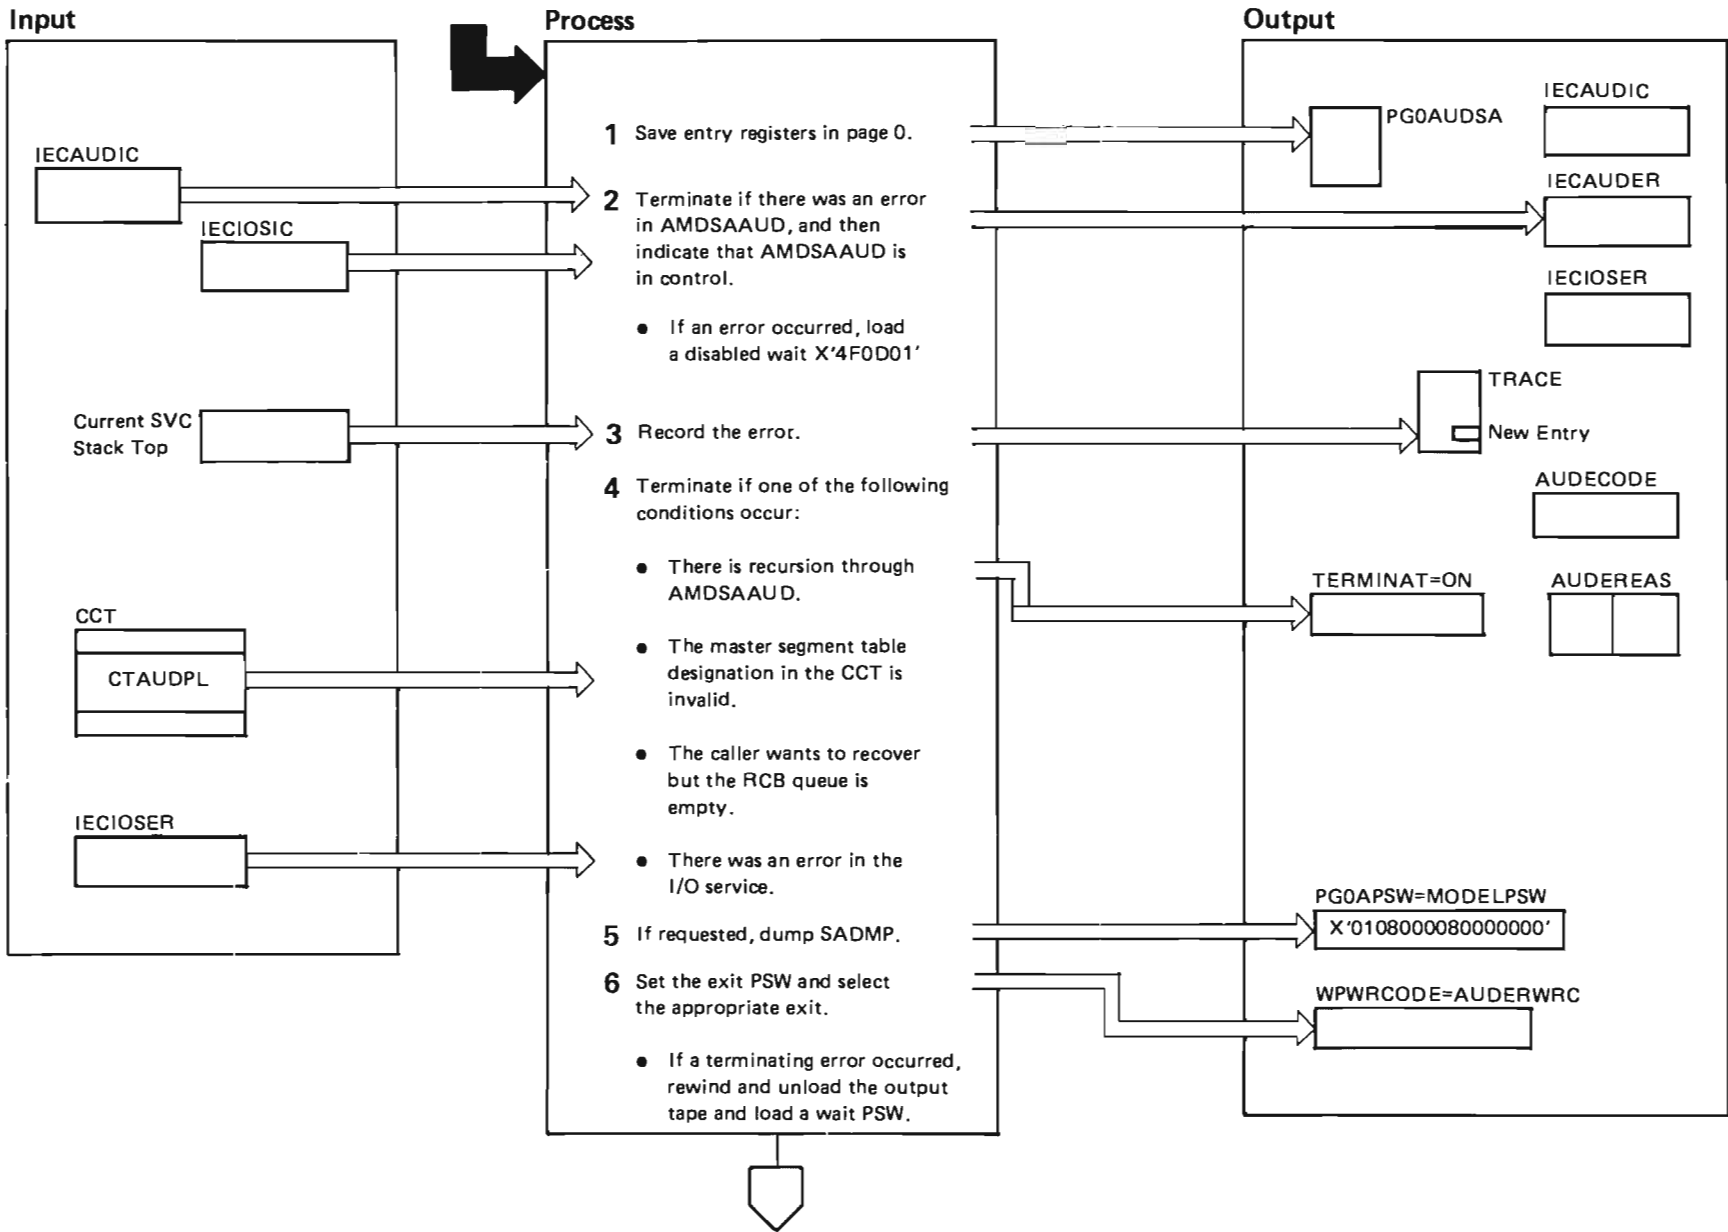 Input
Process
Output
IECAUDIC
IECIOSIC
Current SVC
Stack Top
CCT
CTAUDPL
IECIOSER
1 Save entry registers in page 0.
2 Terminate if there was an error
in AMDSAAUD, and then
indicate that AMDSAAUD is
in control.
• If an error occurred, load
a disabled wait X'4F0D01'
3 Record the error.
4 Terminate if one of the following
conditions occur:
• There is recursion through
AMDSAAUD.
• The master segment table
designation in the CCT is
invalid.
• The caller wants to recover
but the RCB queue is
empty.
• There was an error in the
I/O service.
5 If requested, dump SADMP.
6 Set the exit PSW and select
the appropriate exit.
• If a terminating error occurred,
rewind and unload the output
tape and load a wait PSW.
PG0AUDSA
IECAUDIC
IECAUDER
IECIOSER
TRACE
New Entry
AUDECODE
TERMINAT=ON
AUDEREAS
PG0APSW=MODELPSW
X'0108000080000000'
WPWRCODE=AUDERWRC